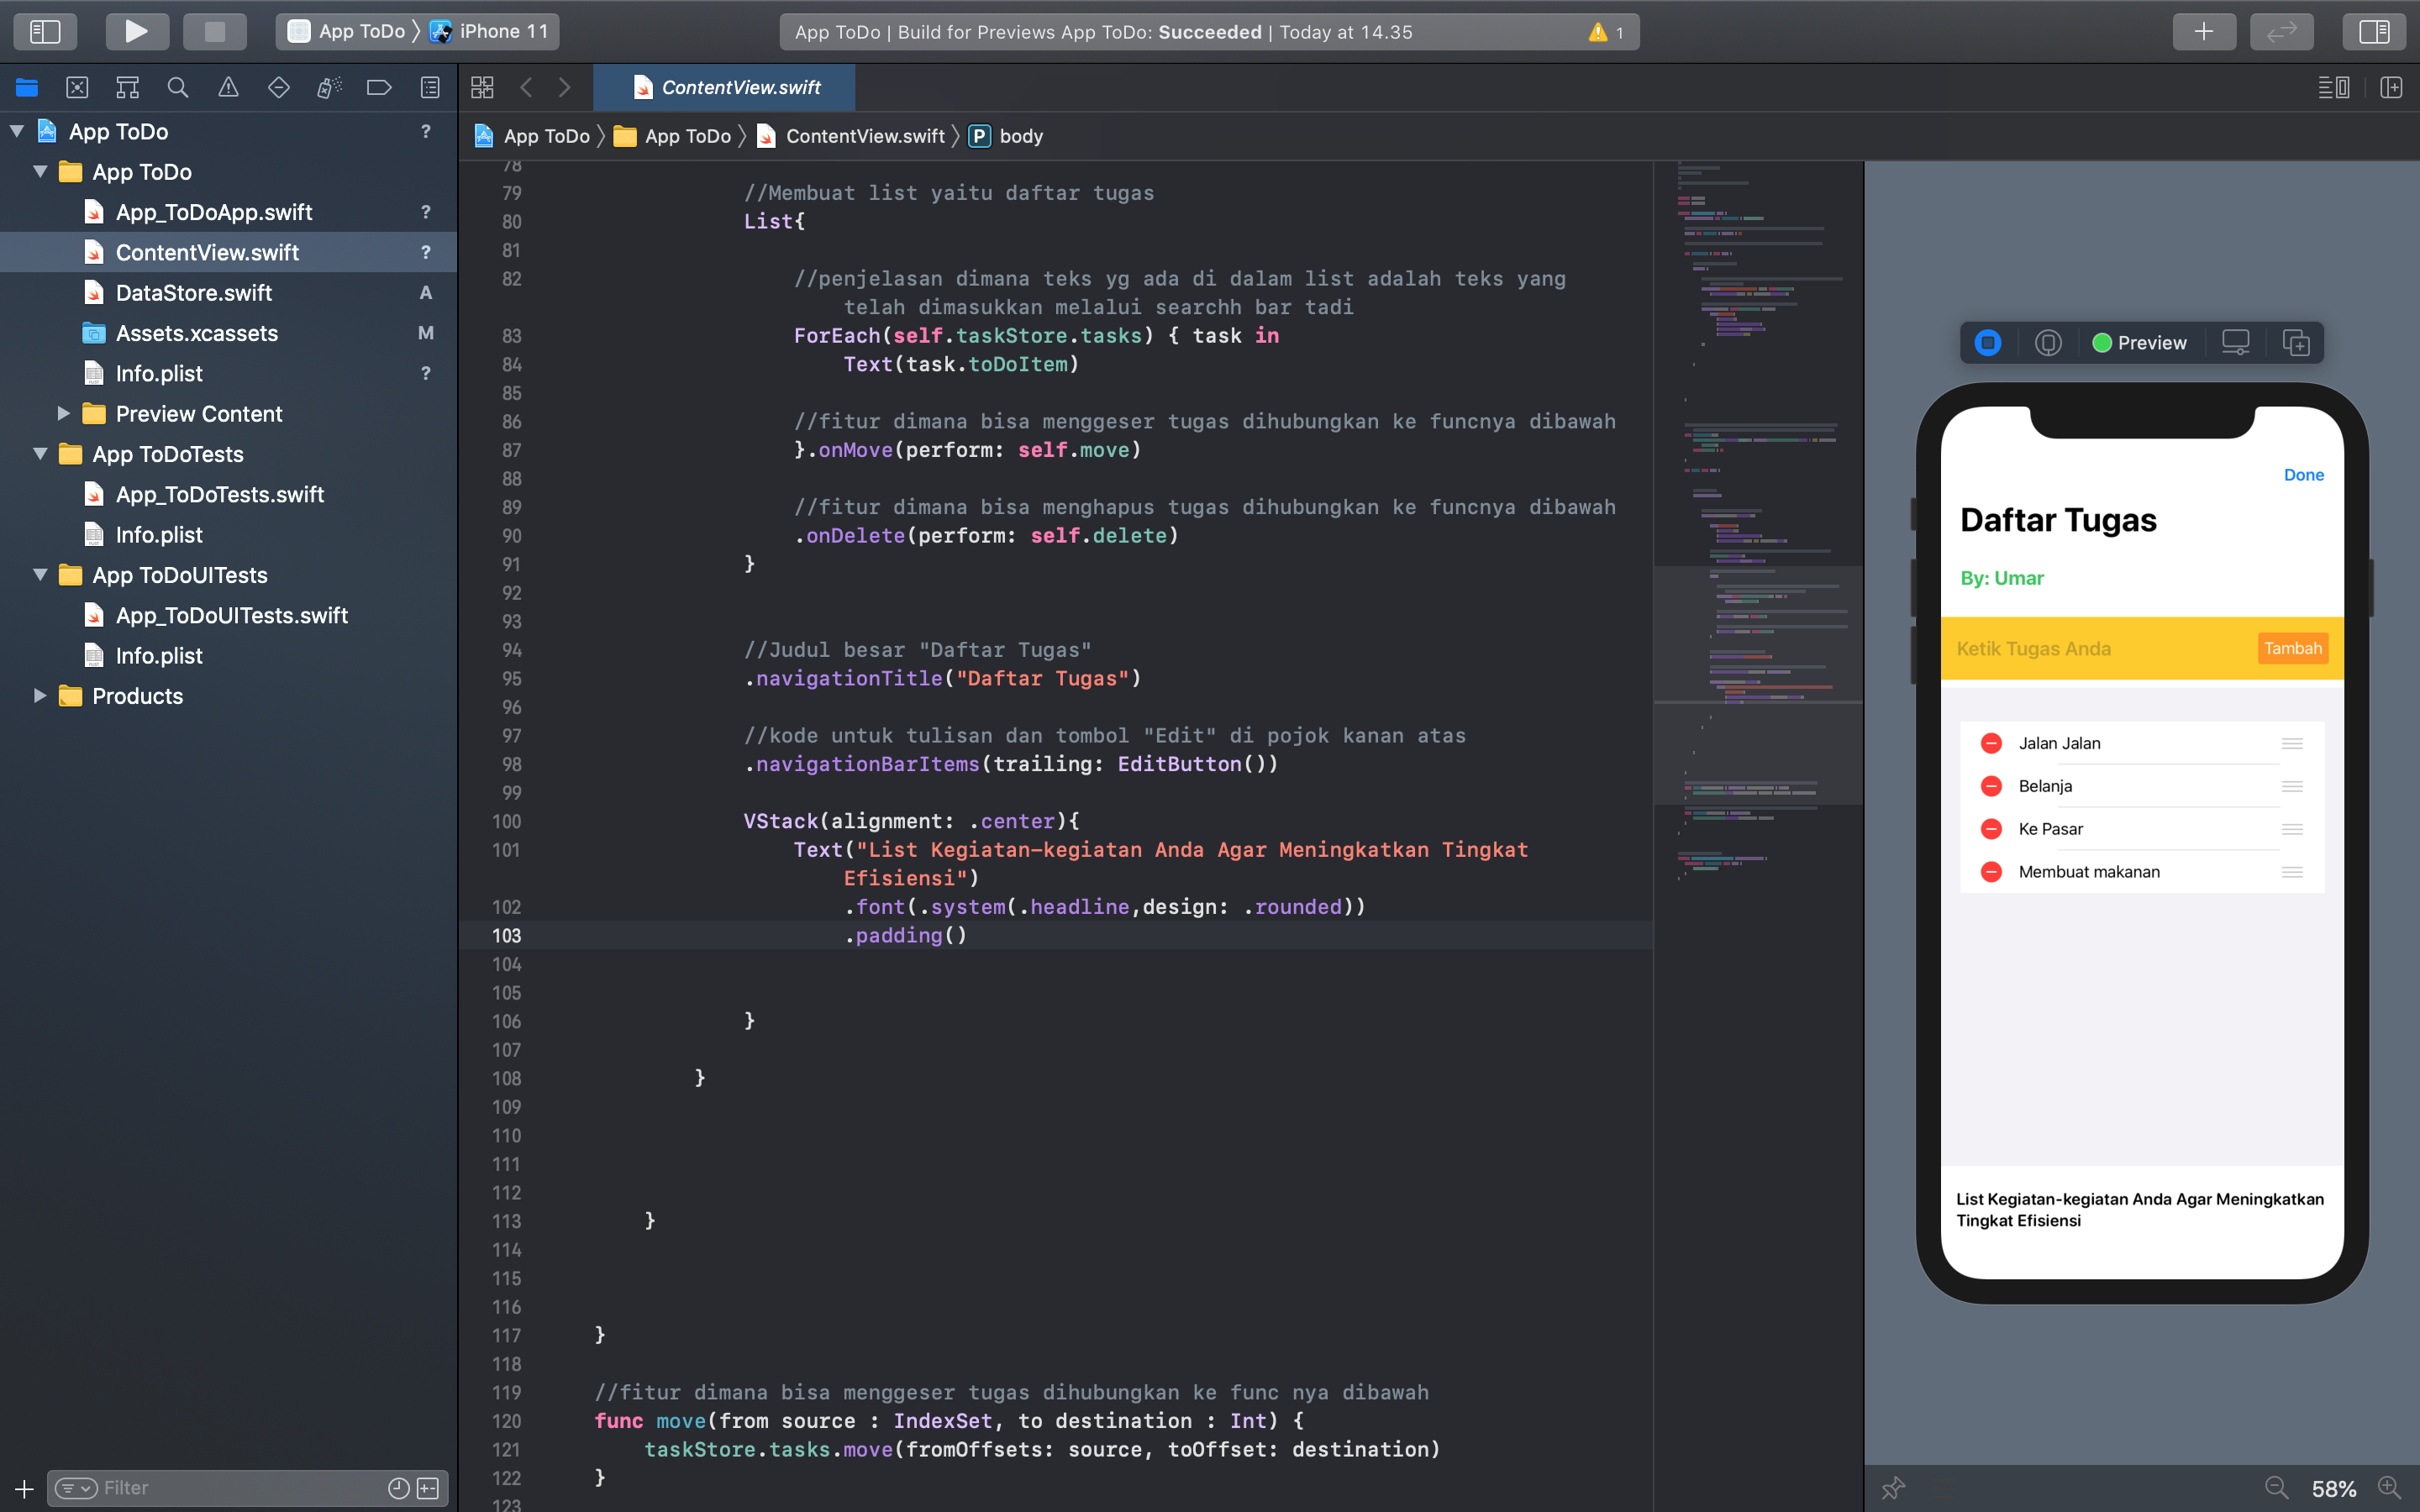 App ToDo
iPhone 11
App ToDo | Build for Previews App ToDo: Succeeded | Today at 14.35
1
App ToDo ?
App ToDo
App_ToDoApp.swift ?
ContentView.swift ?
DataStore.swift A
Assets.xcassets M
Info.plist ?
Preview Content
App ToDoTests
App_ToDoTests.swift
Info.plist
App ToDoUITests
App_ToDoUITests.swift
Info.plist
Products
Filter
ContentView.swift
App ToDo 〉 App ToDo 〉 ContentView.swift 〉 P body
78
79 //Membuat list yaitu daftar tugas
80 List{
81
82 //penjelasan dimana teks yg ada di dalam list adalah teks yang
telah dimasukkan melalui searchh bar tadi
83 ForEach(self.taskStore.tasks) { task in
84 Text(task.toDoItem)
85
86 //fitur dimana bisa menggeser tugas dihubungkan ke funcnya dibawah
87 }.onMove(perform: self.move)
88
89 //fitur dimana bisa menghapus tugas dihubungkan ke funcnya dibawah
90 .onDelete(perform: self.delete)
91 }
92
93
94 //Judul besar "Daftar Tugas"
95 .navigationTitle("Daftar Tugas")
96
97 //kode untuk tulisan dan tombol "Edit" di pojok kanan atas
98 .navigationBarItems(trailing: EditButton())
99
100 VStack(alignment: .center){
101 Text("List Kegiatan-kegiatan Anda Agar Meningkatkan Tingkat
Efisiensi")
102 .font(.system(.headline,design: .rounded))
103 .padding()
104
105
106 }
107
108 }
109
110
111
112
113 }
114
115
116
117 }
118
119 //fitur dimana bisa menggeser tugas dihubungkan ke func nya dibawah
120 func move(from source : IndexSet, to destination : Int) {
121 taskStore.tasks.move(fromOffsets: source, toOffset: destination)
122 }
123
Preview
Done
Daftar Tugas
By: Umar
Ketik Tugas Anda
Tambah
Jalan Jalan
Belanja
Ke Pasar
Membuat makanan
List Kegiatan-kegiatan Anda Agar Meningkatkan
Tingkat Efisiensi
58%